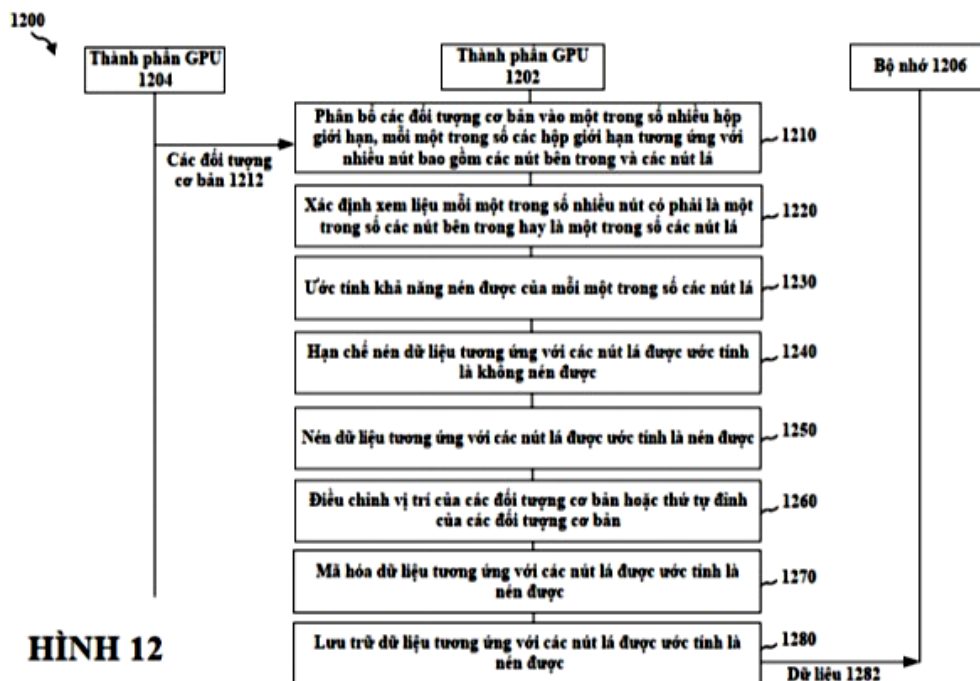 1200
Thành phần GPU
1204
Thành phần GPU
1202
Bộ nhớ 1206
Phân bổ các đối tượng cơ bản vào một trong số nhiều hộp
giới hạn, mỗi một trong số các hộp giới hạn tương ứng với
nhiều nút bao gồm các nút bên trong và các nút lá
1210
Các đối tượng
cơ bản 1212
Xác định xem liệu mỗi một trong số nhiều nút có phải là một
trong số các nút bên trong hay là một trong số các nút lá
1220
Ước tính khả năng nén được của mỗi một trong số các nút lá
1230
Hạn chế nén dữ liệu tương ứng với các nút lá được ước tính
là không nén được
1240
Nén dữ liệu tương ứng với các nút lá được ước tính là nén được
1250
Điều chỉnh vị trí của các đối tượng cơ bản hoặc thứ tự đỉnh
của các đối tượng cơ bản
1260
Mã hóa dữ liệu tương ứng với các nút lá được ước tính là
nén được
1270
Lưu trữ dữ liệu tương ứng với các nút lá được ước tính là
nén được
1280
Dữ liệu 1282
HÌNH 12